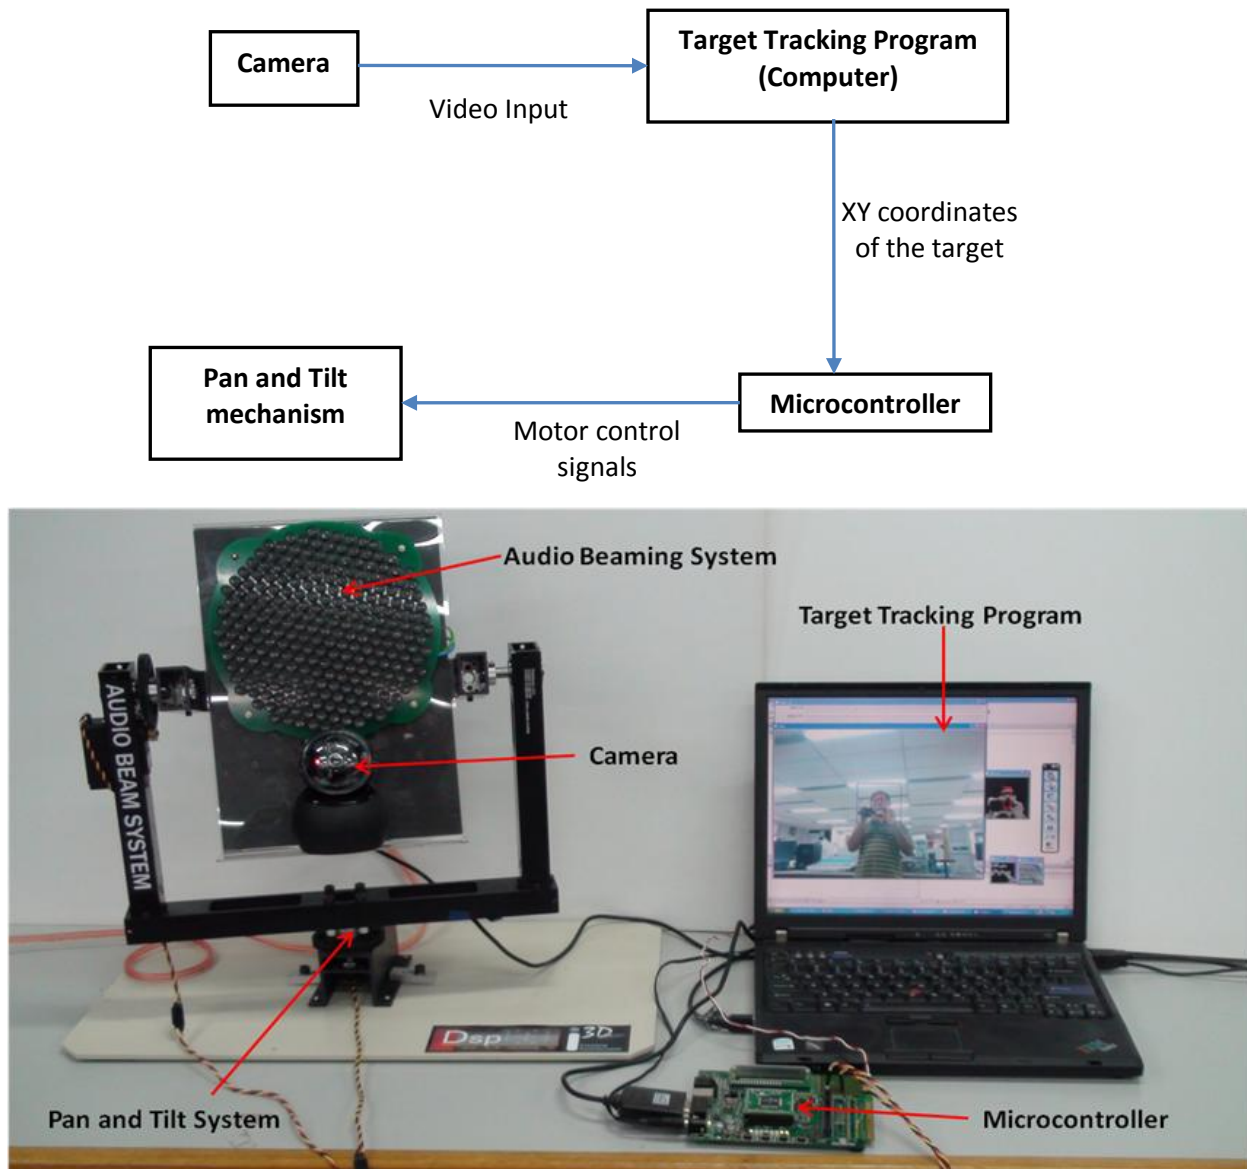 Camera
Target Tracking Program
(Computer)
Video Input
XY coordinates
of the target
Pan and Tilt
mechanism
Microcontroller
Motor control
signals
Audio Beaming System
Target Tracking Program
AUDIO BEAM SYSTEM
Camera
Dsp
i3D
Pan and Tilt System
Microcontroller